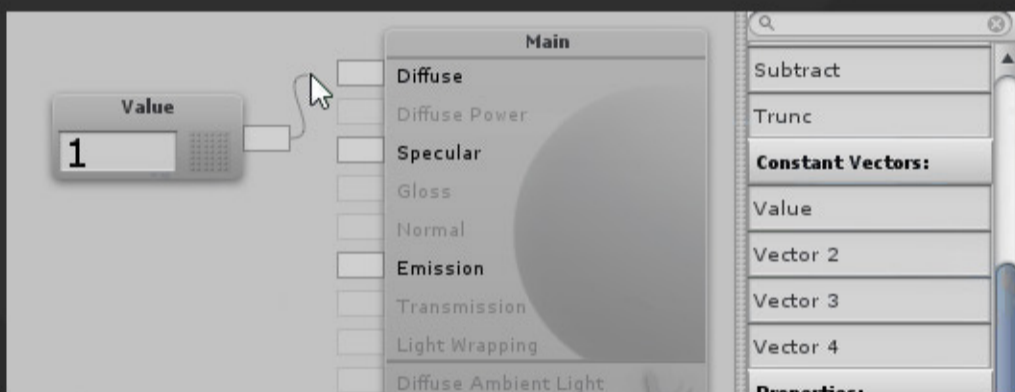 Value
1
Main
Diffuse
Diffuse Power
Specular
Gloss
Normal
Emission
Transmission
Light Wrapping
Diffuse Ambient Light
Subtract
Trunc
Constant Vectors:
Value
Vector 2
Vector 3
Vector 4
Properties: